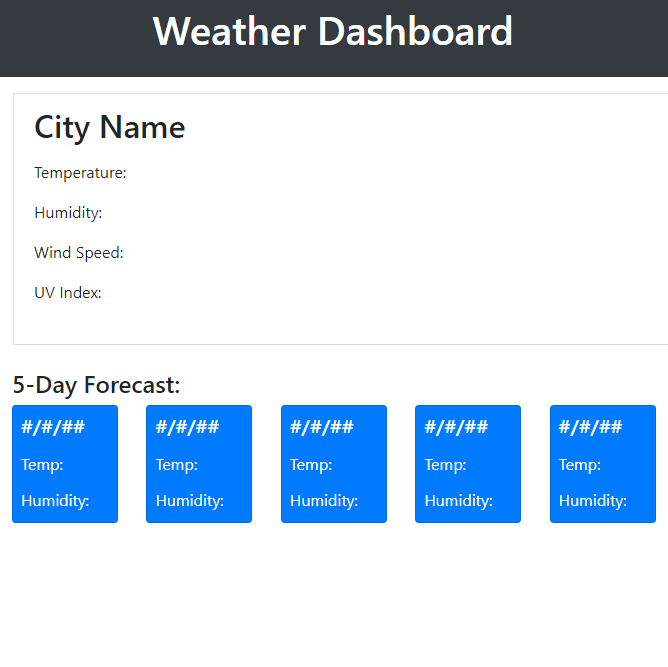 Weather Dashboard
City Name
Temperature:
Humidity:
Wind Speed:
UV Index:
5-Day Forecast:
#/#/## #/#/## #/#/## #/#/## #/#/##
Temp: Temp: Temp: Temp: Temp:
Humidity: Humidity: Humidity: Humidity: Humidity: